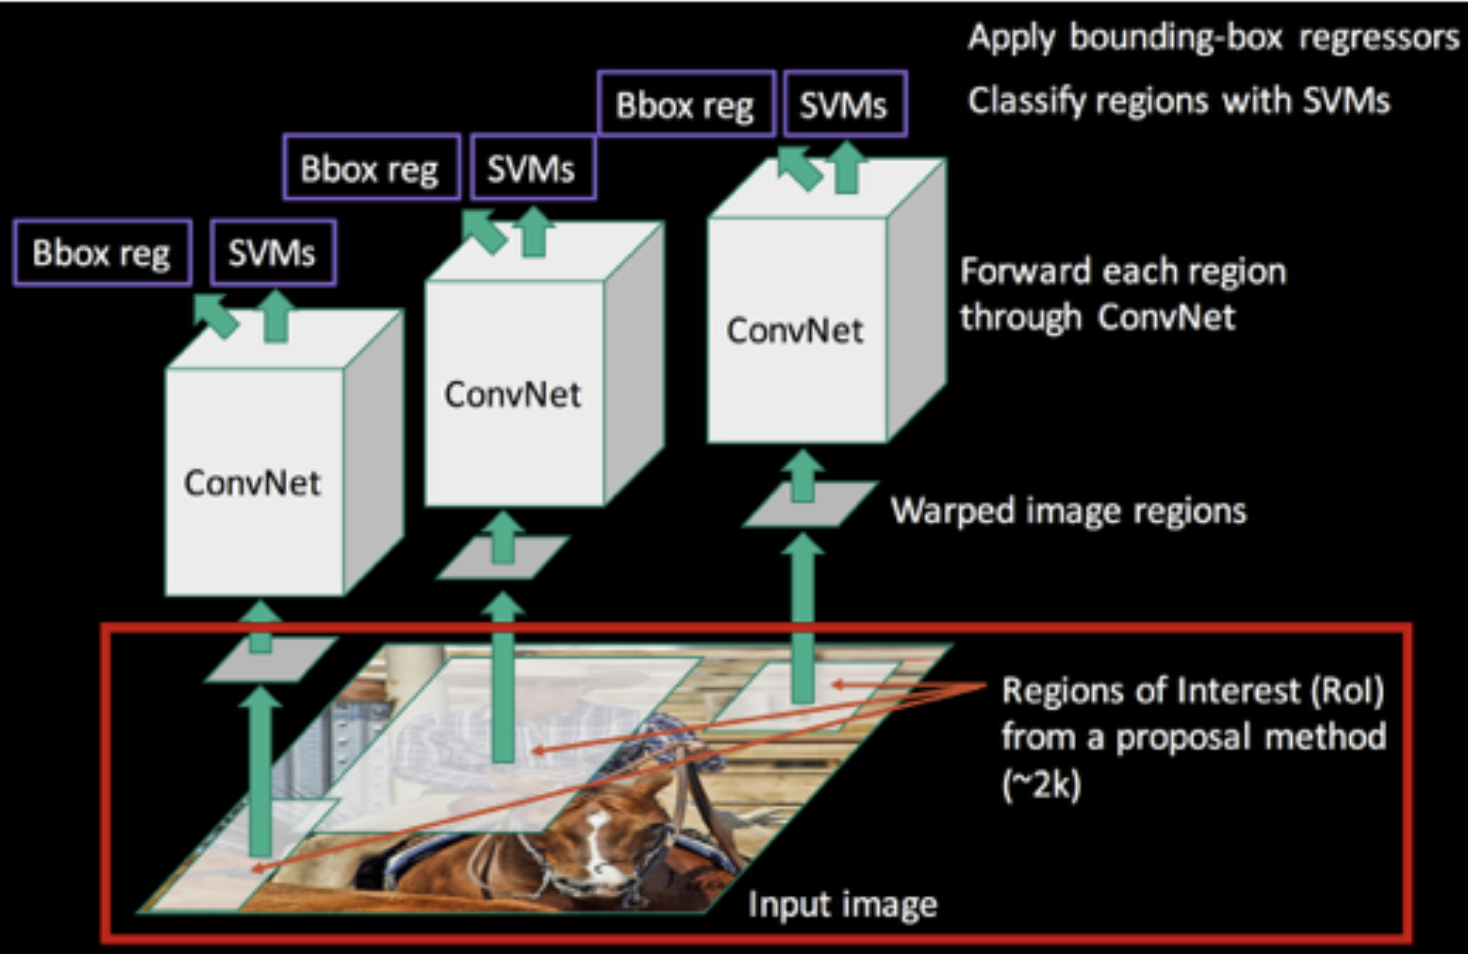 Apply bounding-box regressors
Bbox reg
SVMs
Classify regions with SVMs
Bbox reg
SVMs
Bbox reg
SVMs
Forward each region
through ConvNet
ConvNet
ConvNet
ConvNet
Warped image regions
Regions of Interest (RoI)
from a proposal method
(~2k)
Input image